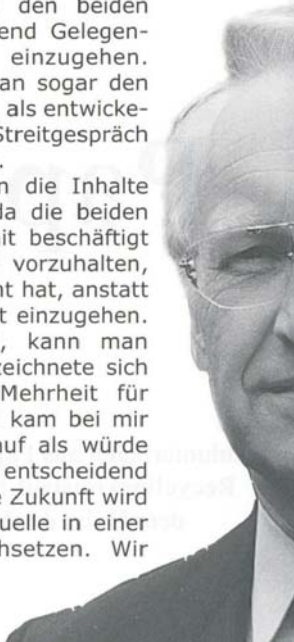 den beiden
end Gelegen-
einzugehen.
an sogar den
als entwicke-
Streitgespräch
.
n die Inhalte
da die beiden
it beschäftigt
vorzuhalten,
nt hat, anstatt
t einzugehen.
, kann man
zeichnete sich
Mehrheit für
kam bei mir
auf als würde
entscheidend
e Zukunft wird
uelle in einer
hsetzen. Wir